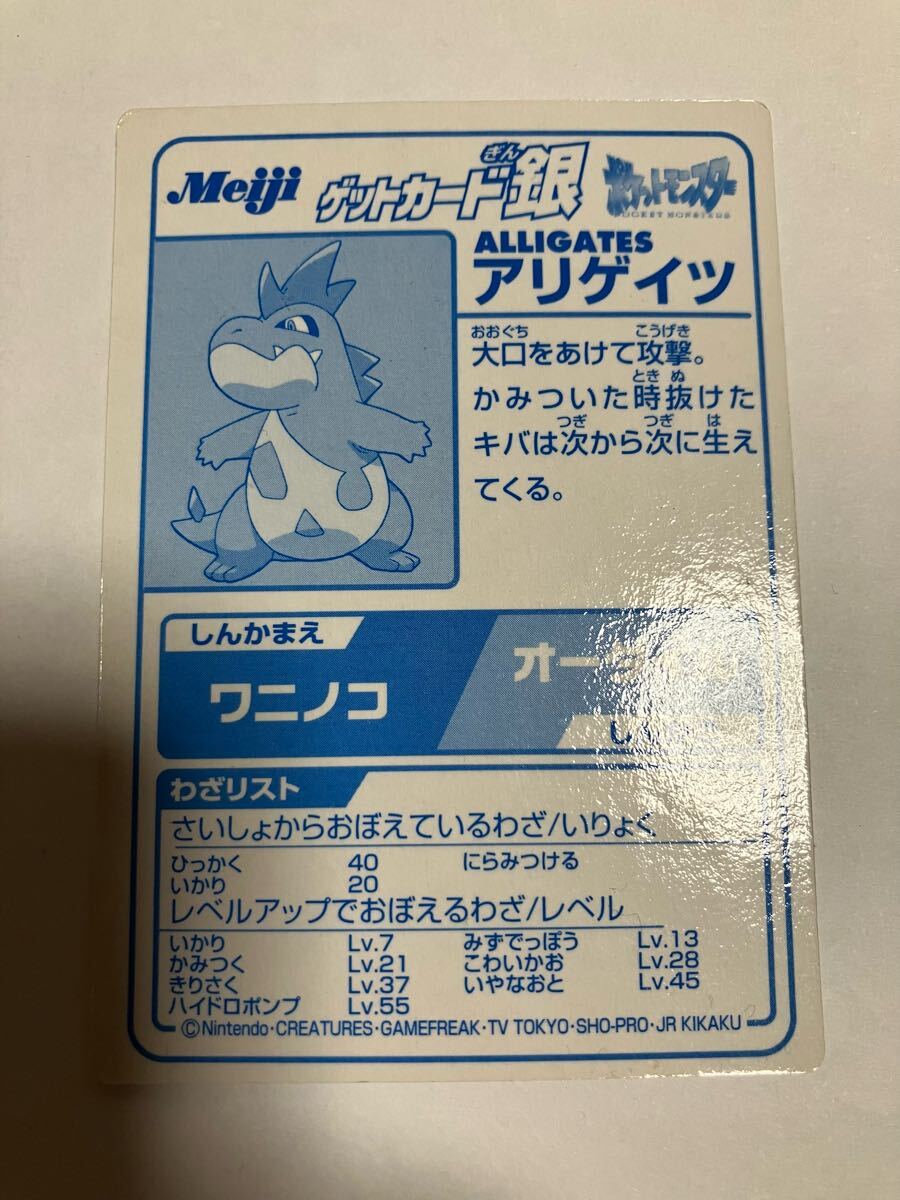 Meiji ゲットカード銀 ポケットモンスター
ぎん
POCKET MONSTERS
ALLIGATES
アリゲイツ
おおぐち こうげき
大口をあけて攻撃。
とき ぬ
かみついた時抜けた
つぎ つぎ は
キバは次から次に生え
てくる。
しんかまえ
ワニノコ
わざリスト
さいしょからおぼえているわざ/いりょく
ひっかく 40 にらみつける
いかり 20
レベルアップでおぼえるわざ/レベル
いかり Lv.7 みずでっぽう Lv.13
かみつく Lv.21 こわいかお Lv.28
きりさく Lv.37 いやなおと Lv.45
ハイドロポンプ Lv.55
©Nintendo・CREATURES・GAMEFREAK・TV TOKYO・SHO-PRO・JR KIKAKU